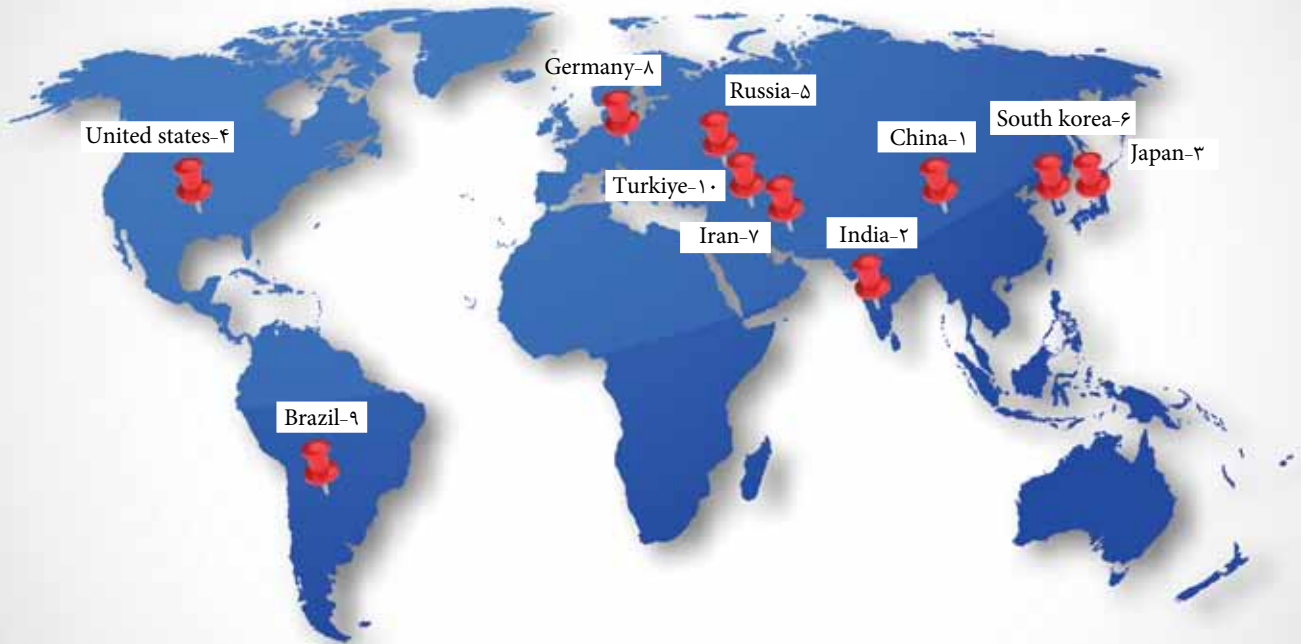 Germany-۸
Russia-۵
United states-۴
China-۱
South korea-۶
Japan-۳
Turkiye-۱۰
Iran-۷
India-۲
Brazil-۹